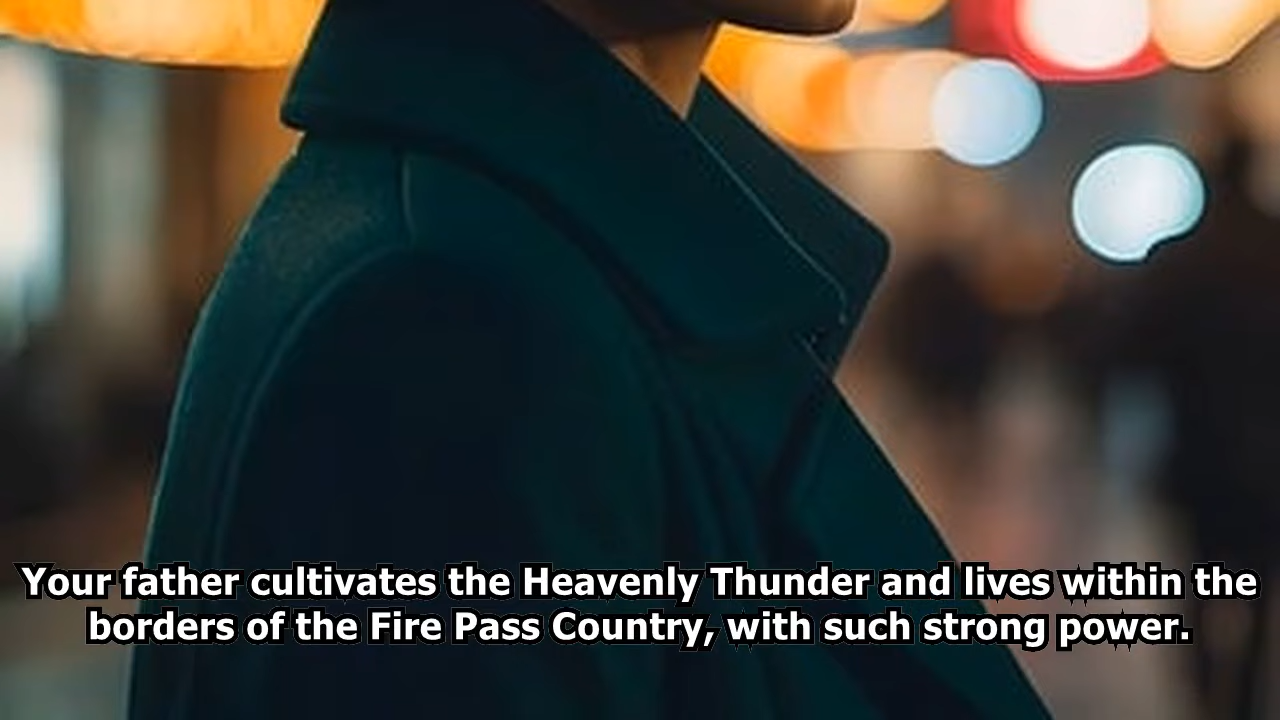 Your father cultivates the Heavenly Thunder and lives within the
borders of the Fire Pass Country, with such strong power.